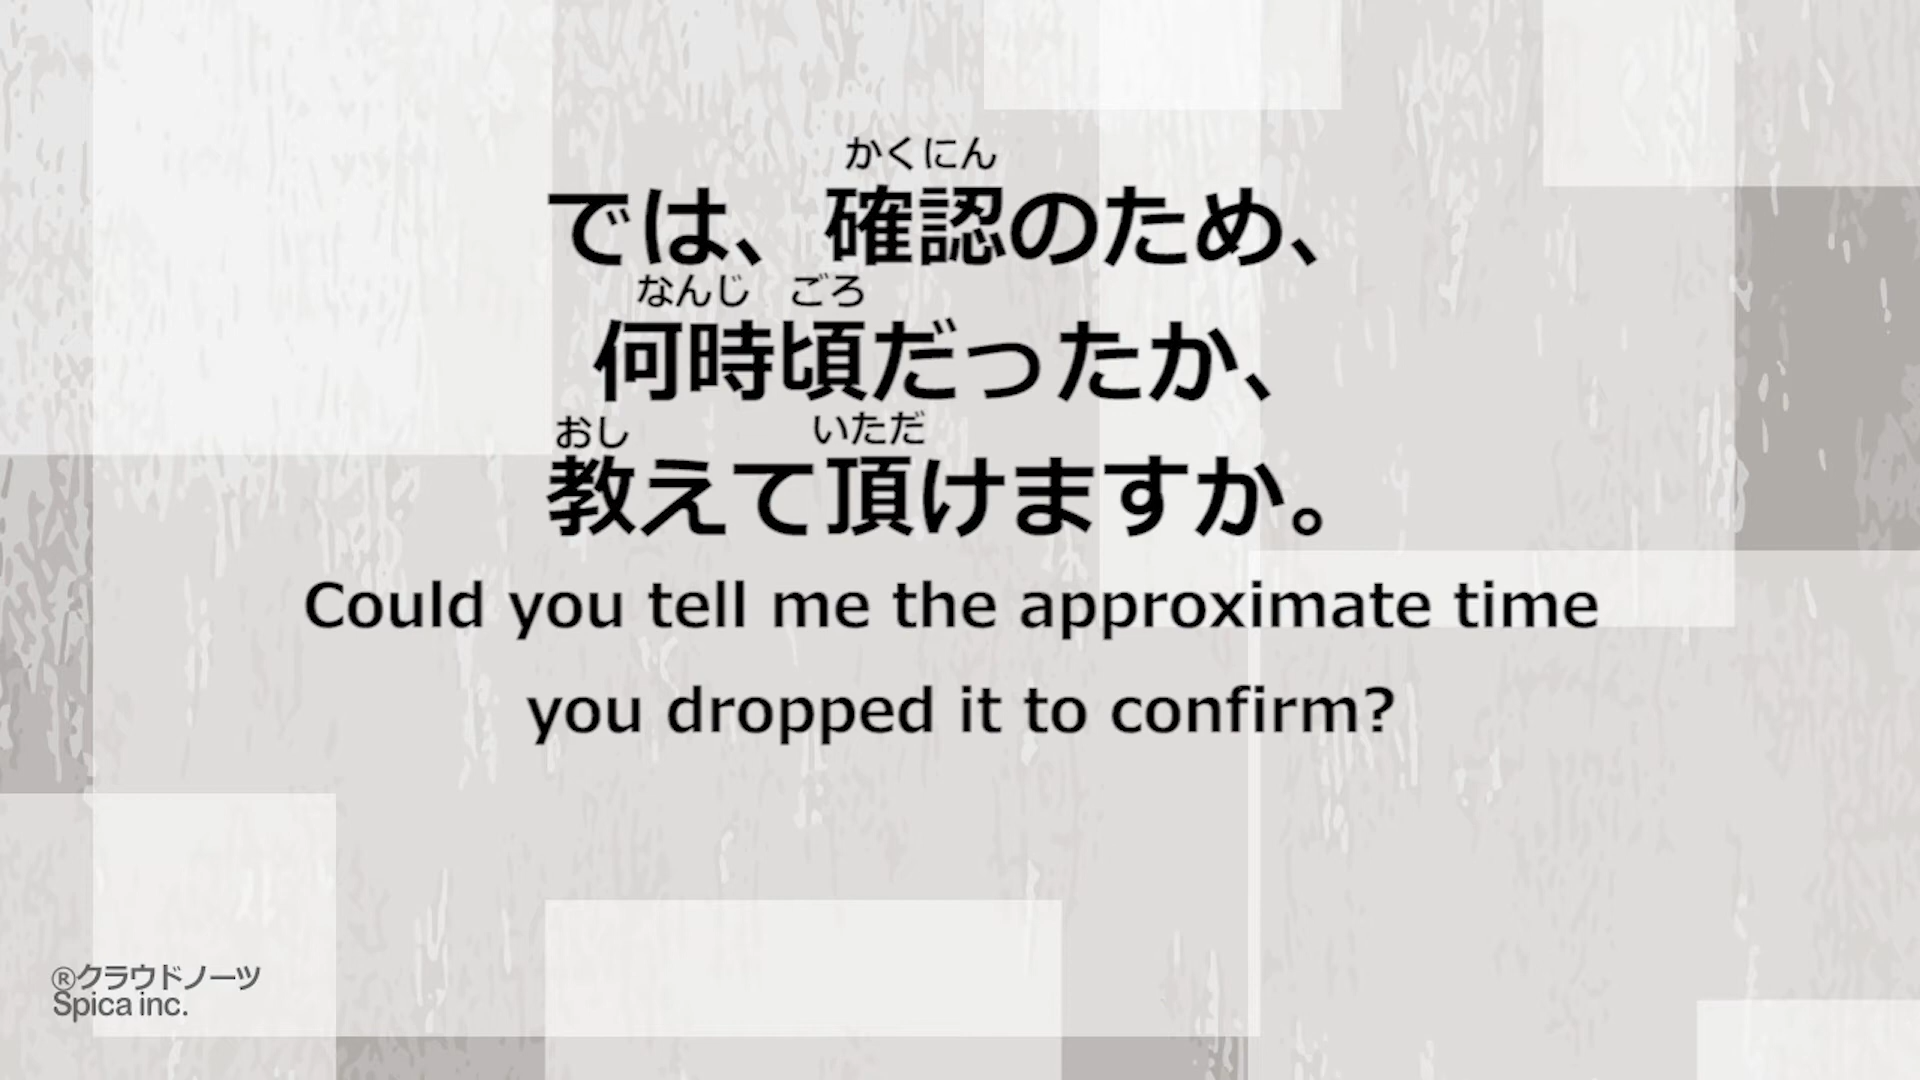 かくにん
では、確認のため、
なんじ ごろ
何時頃だったか、
おし いただ
教えて頂けますか。
Could you tell me the approximate time
you dropped it to confirm?
®クラウドノーツ
Spica inc.